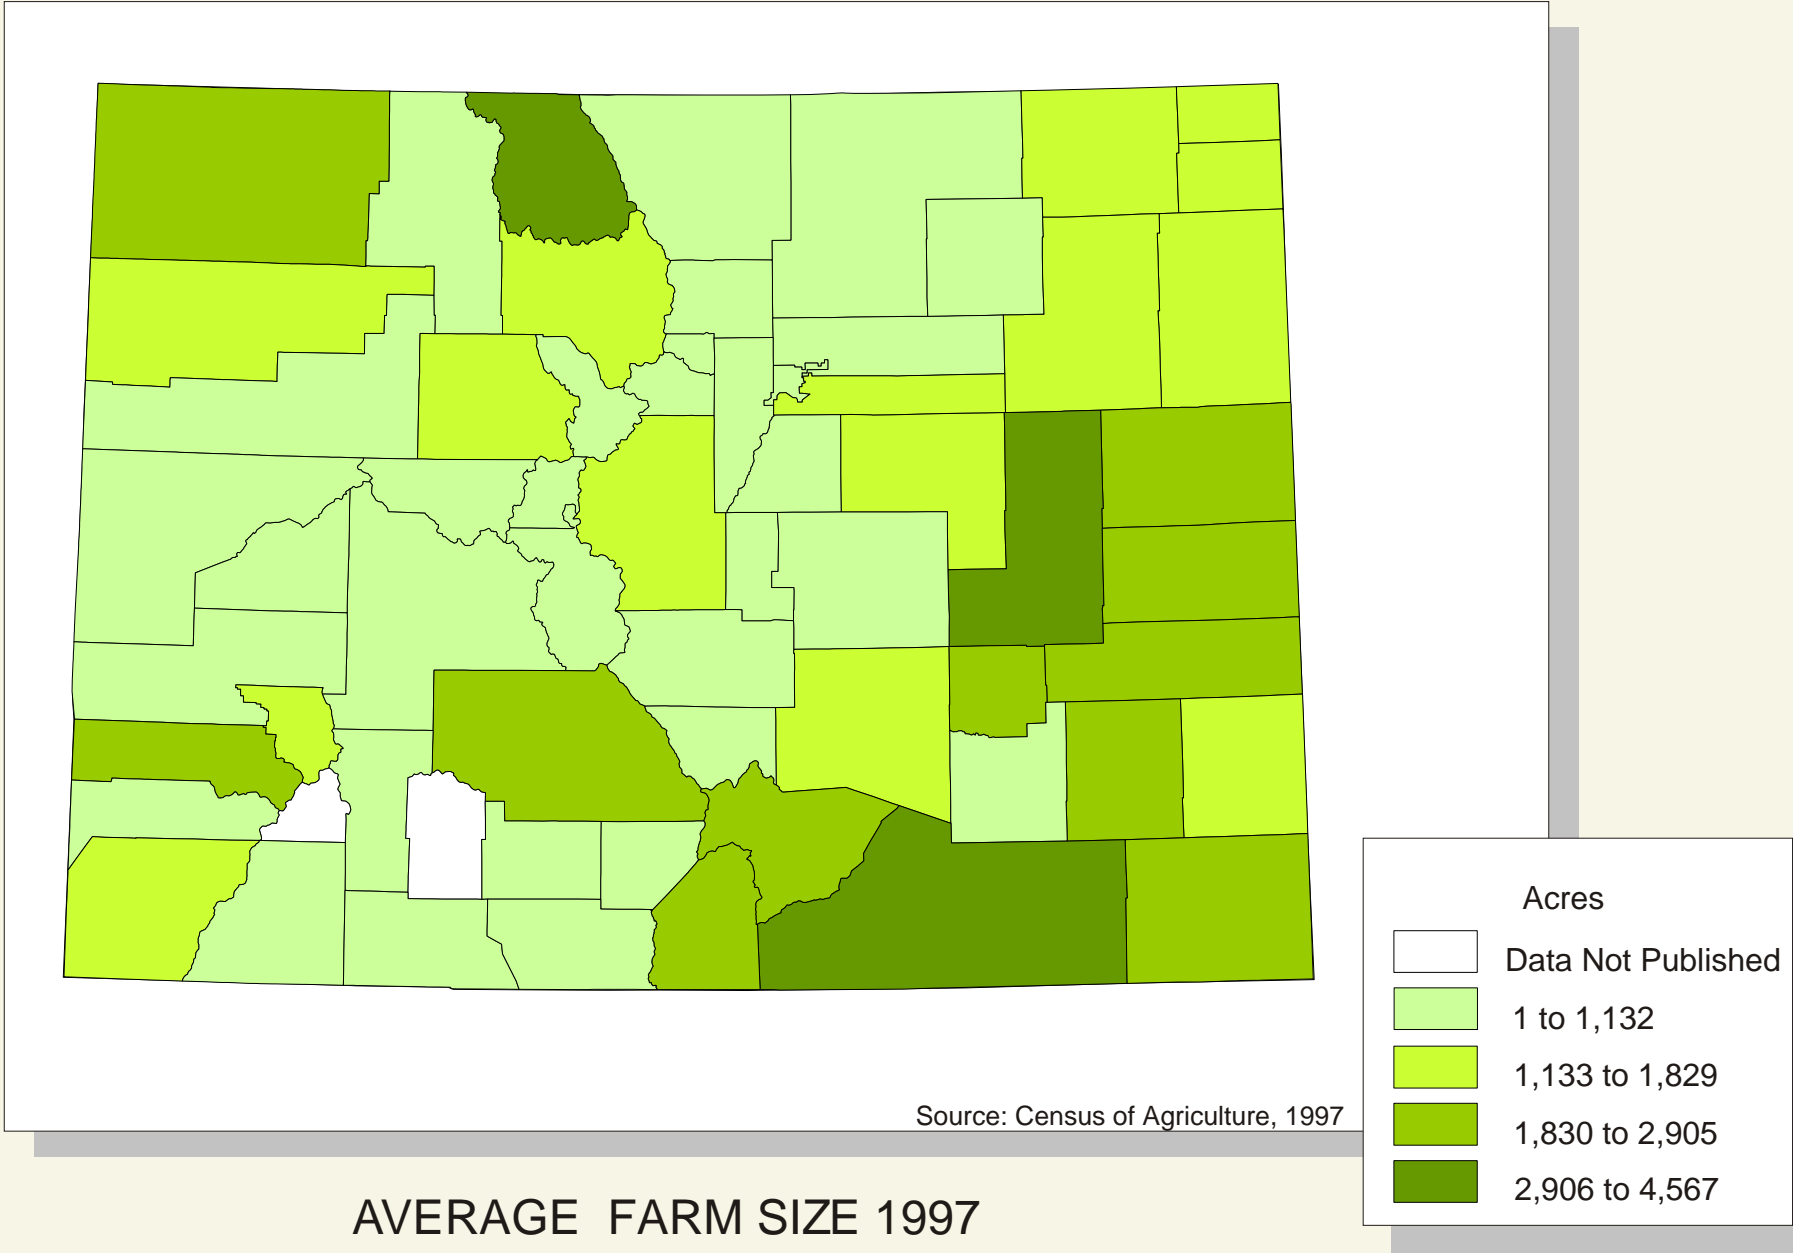 Acres
Data Not Published
1 to 1,132
1,133 to 1,829
1,830 to 2,905
2,906 to 4,567
Source: Census of Agriculture, 1997
AVERAGE FARM SIZE 1997